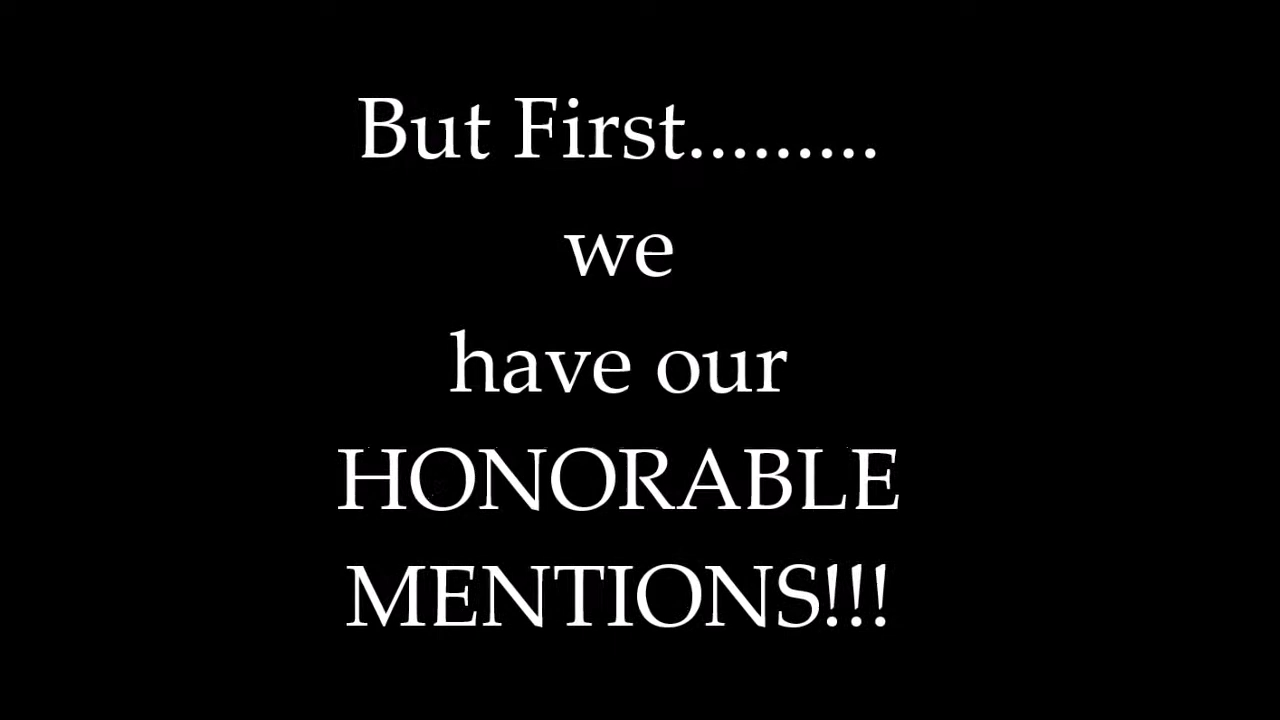 But First.........
we
have our
HONORABLE
MENTIONS!!!